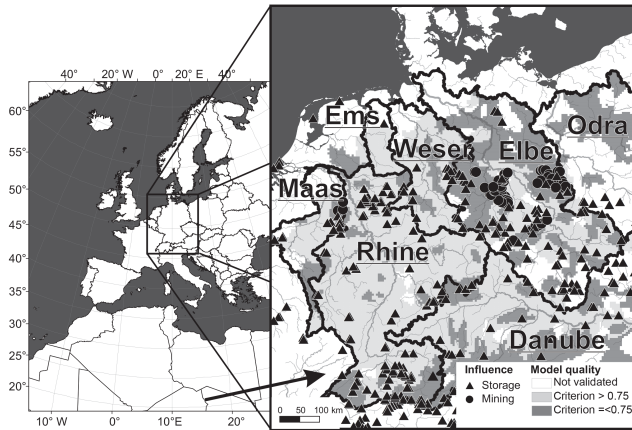 40° 20° W 0° 20 E 40°
60°
55°
50°
45°
40°
35°
30°
25°
20°
10° W 0° 20°
Ems
Weser
Elbe
Odra
Maas
Rhine
Danube
Influence
Storage
Mining
Model quality
Not validated
Criterion > 0.75
Criterion =<0.75
0 50 100 km